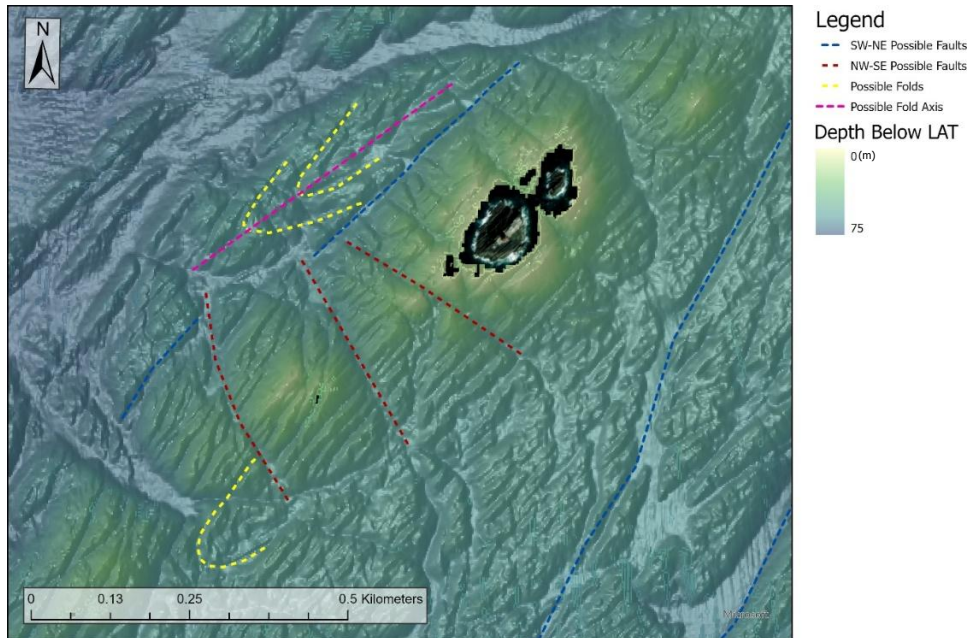 N
Legend
SW-NE Possible Faults
NW-SE Possible Faults
Possible Folds
Possible Fold Axis
Depth Below LAT
0 (m)
75
0 0.13 0.25 0.5 Kilometers
Microsoft